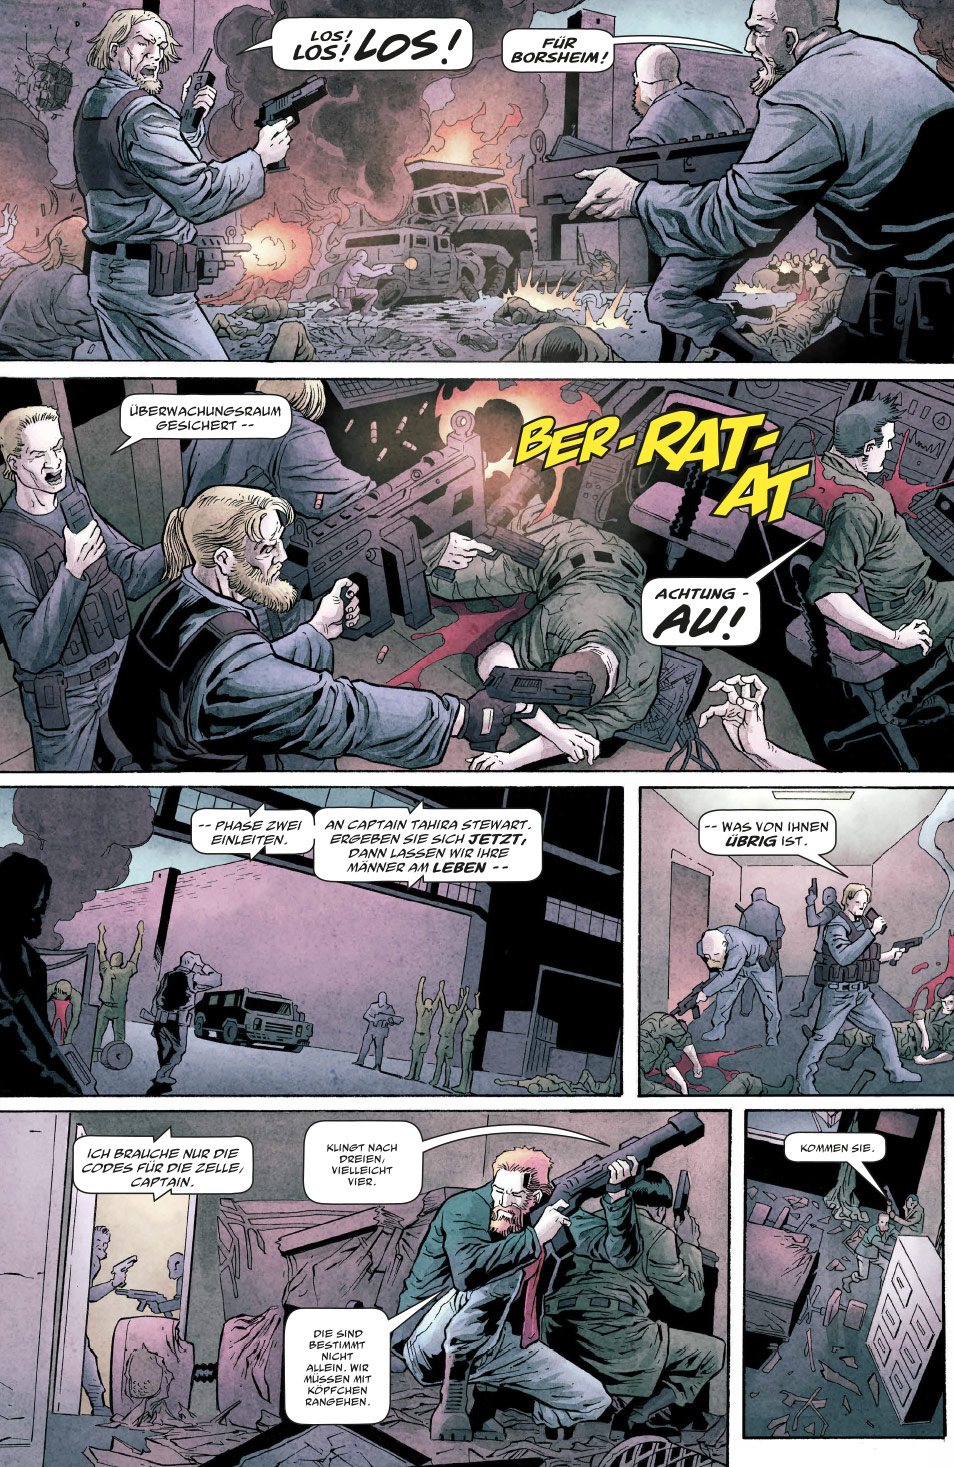 LOS!
LOS! LOS!
FÜR
BORSHEIM!
ÜBERWACHUNGSRAUM
GESICHERT --
BER-RAT-
AT
ACHTUNG -
AU!
-- PHASE ZWEI
EINLEITEN.
AN CAPTAIN TAHIRA STEWART.
ERGEBEN SIE SICH JETZT,
DANN LASSEN WIR IHRE
MÄNNER AM LEBEN --
-- WAS VON IHNEN
ÜBRIG IST.
ICH BRAUCHE NUR DIE
CODES FÜR DIE ZELLE,
CAPTAIN.
KLINGT NACH
DREIEN,
VIELLEICHT
VIER.
DIE SIND
BESTIMMT
NICHT
ALLEIN. WIR
MÜSSEN MIT
KÖPFCHEN
RANGEHEN.
KOMMEN SIE.